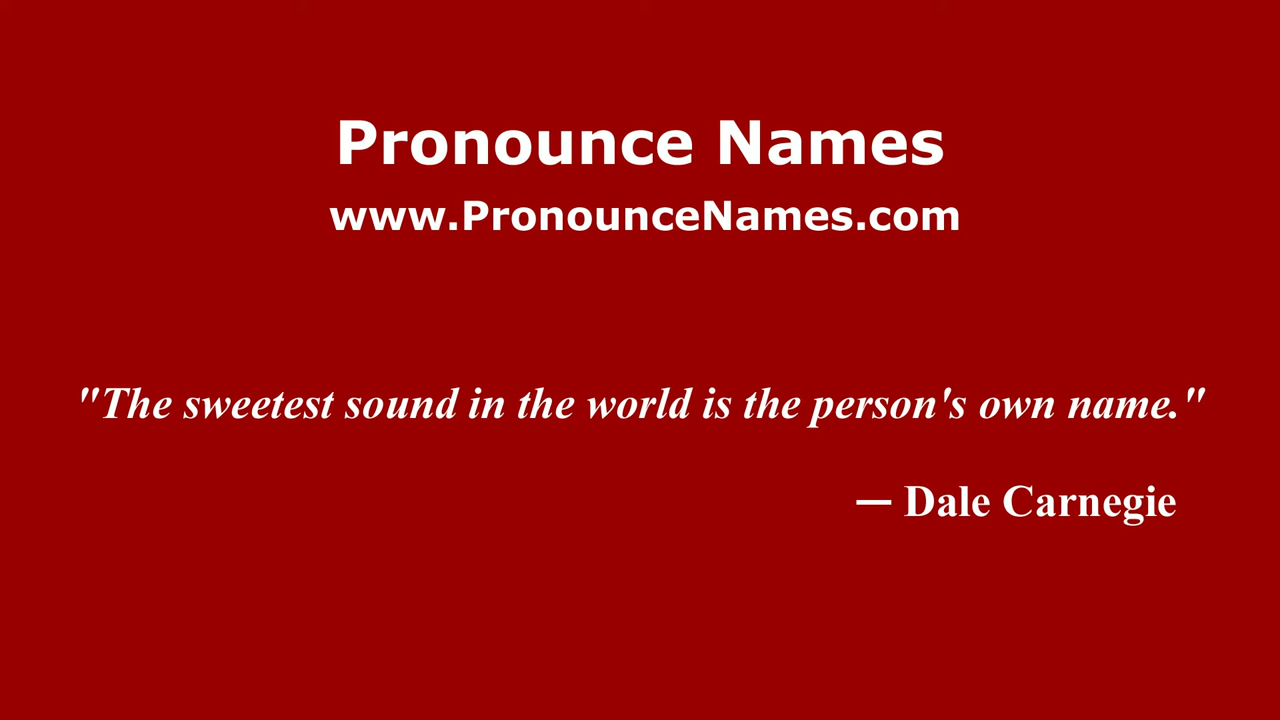 Pronounce Names
www.PronounceNames.com
"The sweetest sound in the world is the person's own name."
— Dale Carnegie